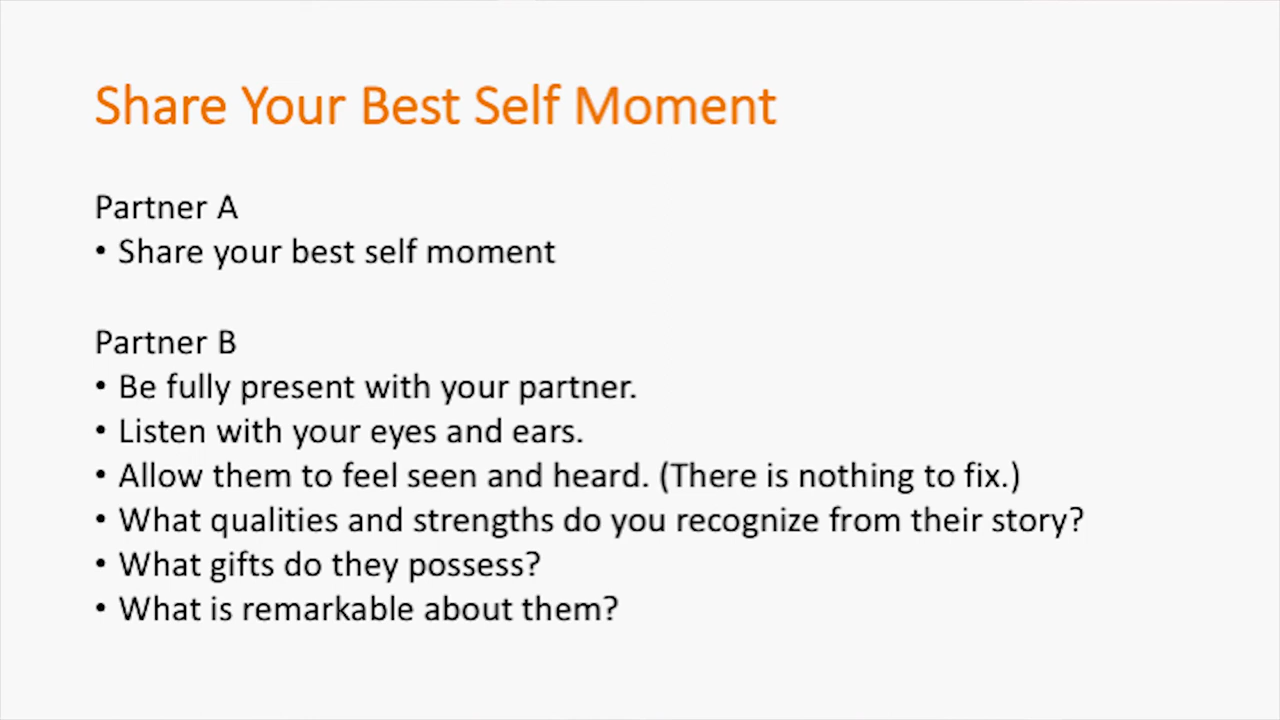 Share Your Best Self Moment
Partner A
• Share your best self moment
Partner B
• Be fully present with your partner.
• Listen with your eyes and ears.
• Allow them to feel seen and heard. (There is nothing to fix.)
• What qualities and strengths do you recognize from their story?
• What gifts do they possess?
• What is remarkable about them?